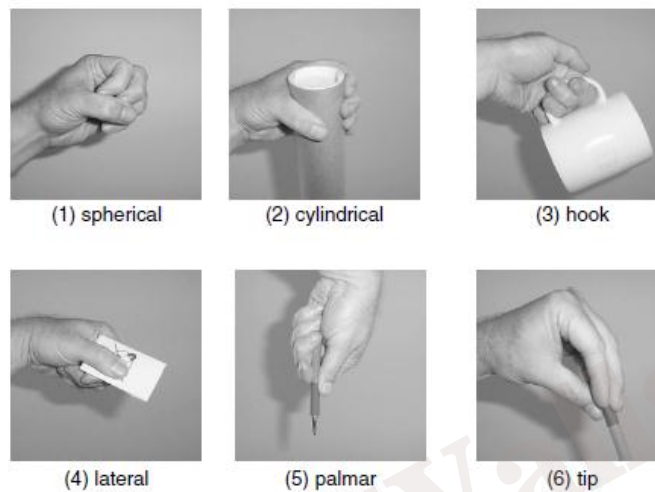 (1) spherical
(2) cylindrical
(3) hook
(4) lateral
(5) palmar
(6) tip